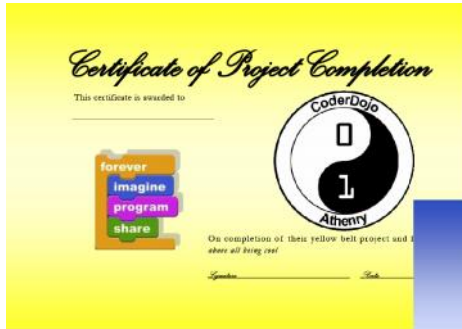 Certificate of Project Completion
This certificate is awarded to
CoderDojo
0
1
Athenry
forever
imagine
program
share
On completion of their yellow belt project and
above all being cool
Signature
Date